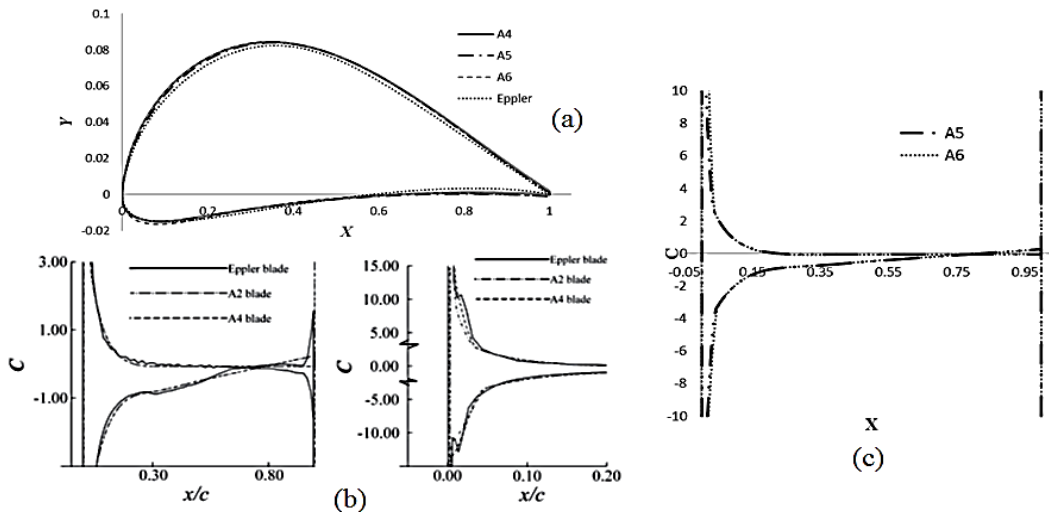 (a)
0.1
0.08
0.06
0.04
0.02
0
-0.02
Y
0
0.2
0.4
0.6
0.8
1
X
A4
A5
A6
Eppler
3.00
1.00
-1.00
C
0.30
0.80
x/c
Eppler blade
A2 blade
A4 blade
15.00
10.00
5.00
0.00
-5.00
-10.00
C
0.00
0.10
0.20
x/c
Eppler blade
A2 blade
A4 blade
(b)
10
8
6
4
2
0
-2
-4
-6
-8
-10
C
-0.05
0.15
0.35
0.55
0.75
0.95
X
A5
A6
(c)